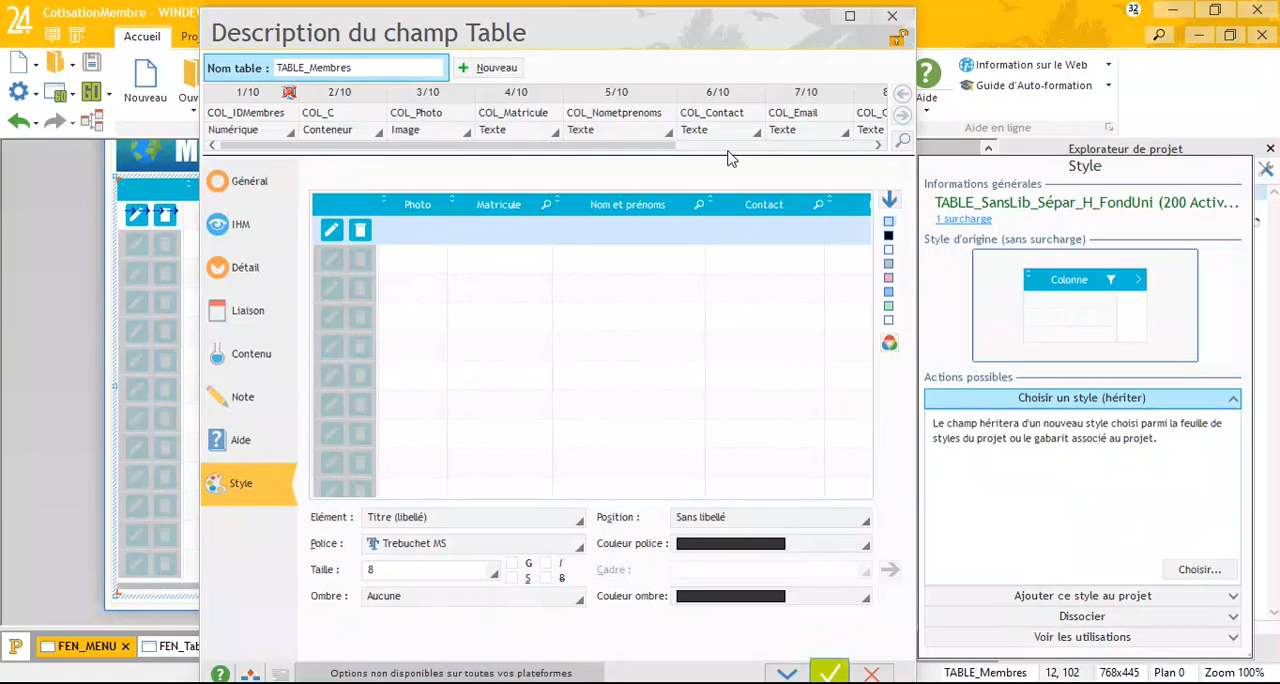 24
CotisationMembre - WINDEV
32
Accueil
Nouveau
Description du champ Table
Nom table :
TABLE_Membres
Nouveau
1/10
2/10
3/10
4/10
5/10
6/10
7/10
8
COL_IDMembres
COL_C
COL_Photo
COL_Matricule
COL_Nometprenoms
COL_Contact
COL_Email
COL_C
Numérique
Conteneur
Image
Texte
Texte
Texte
Texte
Texte
Général
IHM
Détail
Liaison
Contenu
Note
Aide
Style
Photo
Matricule
Nom et prénoms
Contact
Elément :
Titre (libellé)
Position :
Sans libellé
Police :
Trebuchet MS
Couleur police :
Taille :
8
G
I
S
B
Cadre :
Ombre :
Aucune
Couleur ombre:
Options non disponibles sur toutes vos plateformes
Aide
Information sur le Web
Guide d'Auto-formation
Aide en ligne
Explorateur de projet
Style
Informations générales
TABLE_SansLib_Sépar_H_FondUni (200 Activ...
1 surcharge
Style d'origine (sans surcharge)
Colonne
Actions possibles
Choisir un style (hériter)
Le champ héritera d'un nouveau style choisi parmi la feuille de
styles du projet ou le gabarit associé au projet.
Choisir...
Ajouter ce style au projet
Dissocier
Voir les utilisations
FEN_MENU
FEN_Tab
TABLE_Membres
12, 102
768x445
Plan 0
Zoom 100%